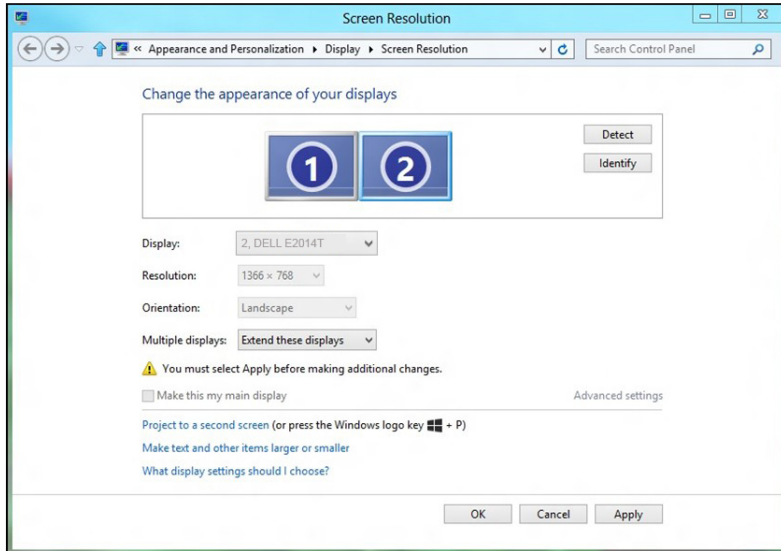 Screen Resolution
« Appearance and Personalization ▸ Display ▸ Screen Resolution
Search Control Panel
Change the appearance of your displays
1 2
Detect
Identify
Display: 2, DELL E2014T
Resolution: 1366 × 768
Orientation: Landscape
Multiple displays: Extend these displays
You must select Apply before making additional changes.
Make this my main display Advanced settings
Project to a second screen (or press the Windows logo key + P)
Make text and other items larger or smaller
What display settings should I choose?
OK Cancel Apply